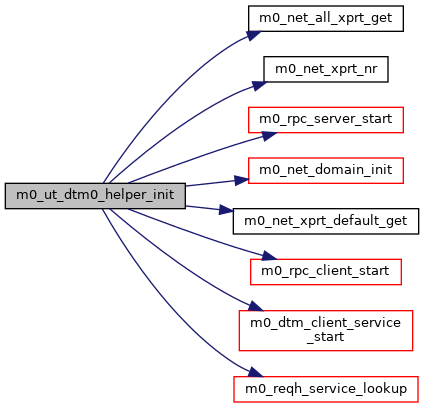 m0_net_all_xprt_get
m0_net_xprt_nr
m0_rpc_server_start
m0_net_domain_init
m0_ut_dtm0_helper_init
m0_net_xprt_default_get
m0_rpc_client_start
m0_dtm_client_service
_start
m0_reqh_service_lookup